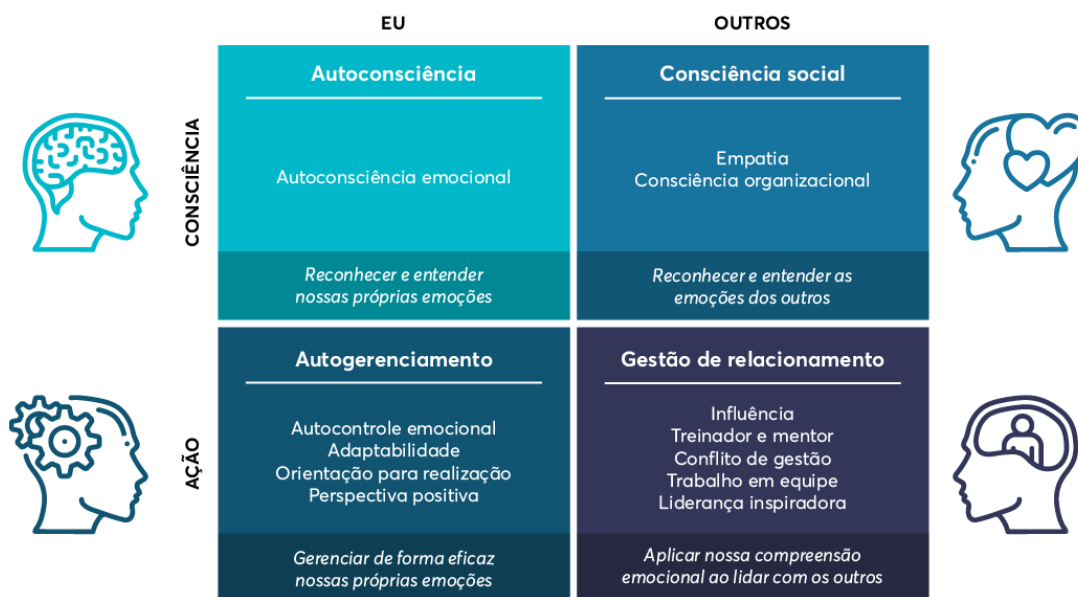 EU
OUTROS
CONSCIÊNCIA
Autoconsciência
Autoconsciência emocional
Reconhecer e entender
nossas próprias emoções
Consciência social
Empatia
Consciência organizacional
Reconhecer e entender as
emoções dos outros
AÇÃO
Autogerenciamento
Autocontrole emocional
Adaptabilidade
Orientação para realização
Perspectiva positiva
Gerenciar de forma eficaz
nossas próprias emoções
Gestão de relacionamento
Influência
Treinador e mentor
Conflito de gestão
Trabalho em equipe
Liderança inspiradora
Aplicar nossa compreensão
emocional ao lidar com os outros